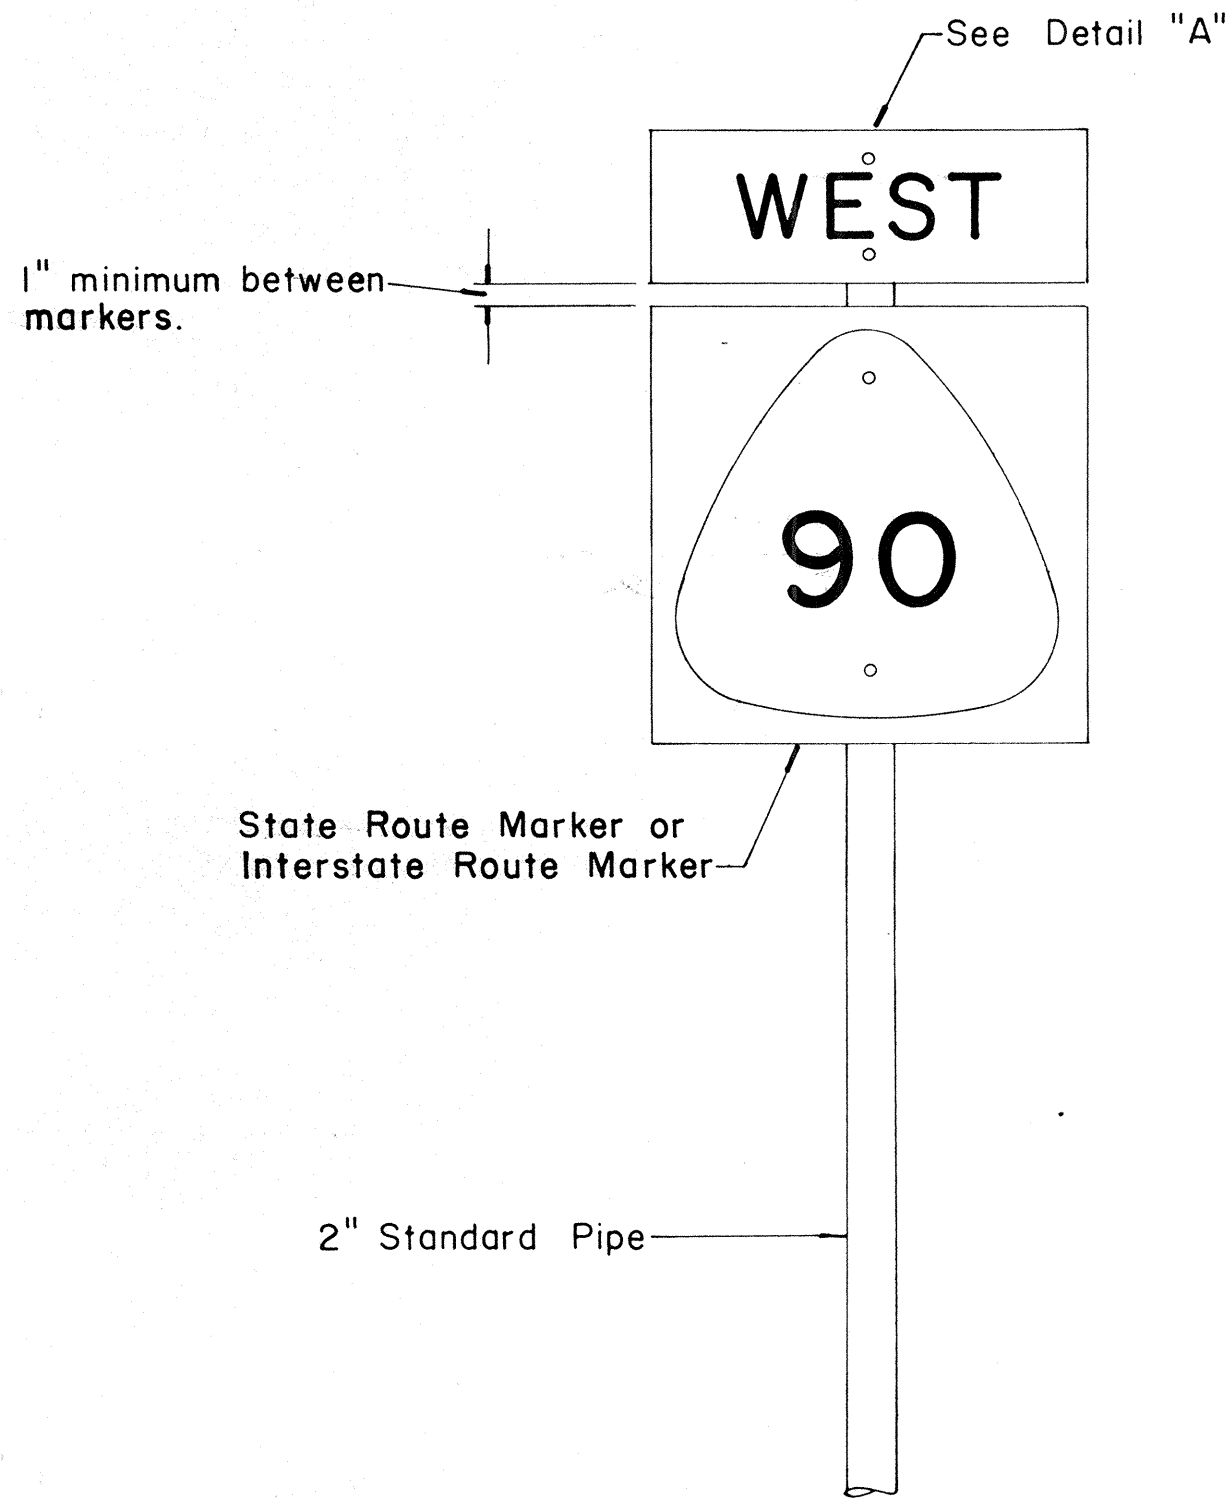 See Detail "A"
WEST
1" minimum between
markers.
90
State Route Marker or
Interstate Route Marker
2" Standard Pipe